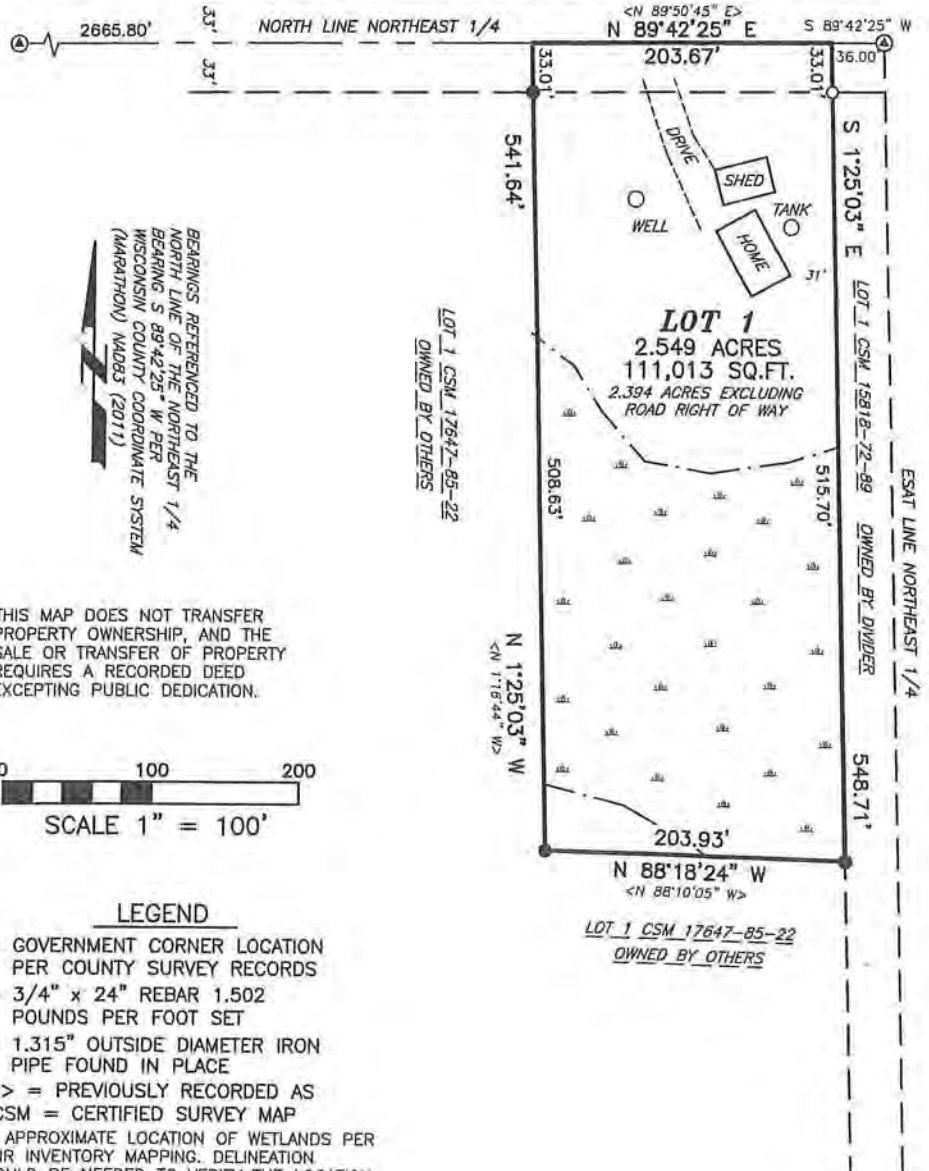 2665.80'
33'
33'
NORTH LINE NORTHEAST 1/4
<N 89°50'45" E>
N 89°42'25" E
S 89°42'25" W
203.67'
36.00'
33.01'
33.01'
541.64'
DRIVE
SHED
WELL
TANK
HOME
31'
S 1°25'03" E
LOT 1 CSM 15818-72-89 OWNED BY DIVIDER
ESAT LINE NORTHEAST 1/4
LOT 1
2.549 ACRES
111,013 SQ.FT.
2.394 ACRES EXCLUDING
ROAD RIGHT OF WAY
LOT 1 CSM 17647-85-22
OWNED BY OTHERS
BEARINGS REFERENCED TO THE
NORTH LINE OF THE NORTHEAST 1/4
BEARING S 89°42'25" W PER
WISCONSIN COUNTY COORDINATE SYSTEM
(MARATHON) NAD83 (2011)
508.63'
515.70'
N 1°25'03" W
<N 1°16'44" W>
548.71'
THIS MAP DOES NOT TRANSFER
PROPERTY OWNERSHIP, AND THE
SALE OR TRANSFER OF PROPERTY
REQUIRES A RECORDED DEED
EXCEPTING PUBLIC DEDICATION.
0 100 200
SCALE 1" = 100'
203.93'
N 88°18'24" W
<N 88°10'05" W>
LOT 1 CSM 17647-85-22
OWNED BY OTHERS
LEGEND
GOVERNMENT CORNER LOCATION
PER COUNTY SURVEY RECORDS
3/4" x 24" REBAR 1.502
POUNDS PER FOOT SET
1.315" OUTSIDE DIAMETER IRON
PIPE FOUND IN PLACE
> = PREVIOUSLY RECORDED AS
CSM = CERTIFIED SURVEY MAP
APPROXIMATE LOCATION OF WETLANDS PER
INVENTORY MAPPING. DELINEATION